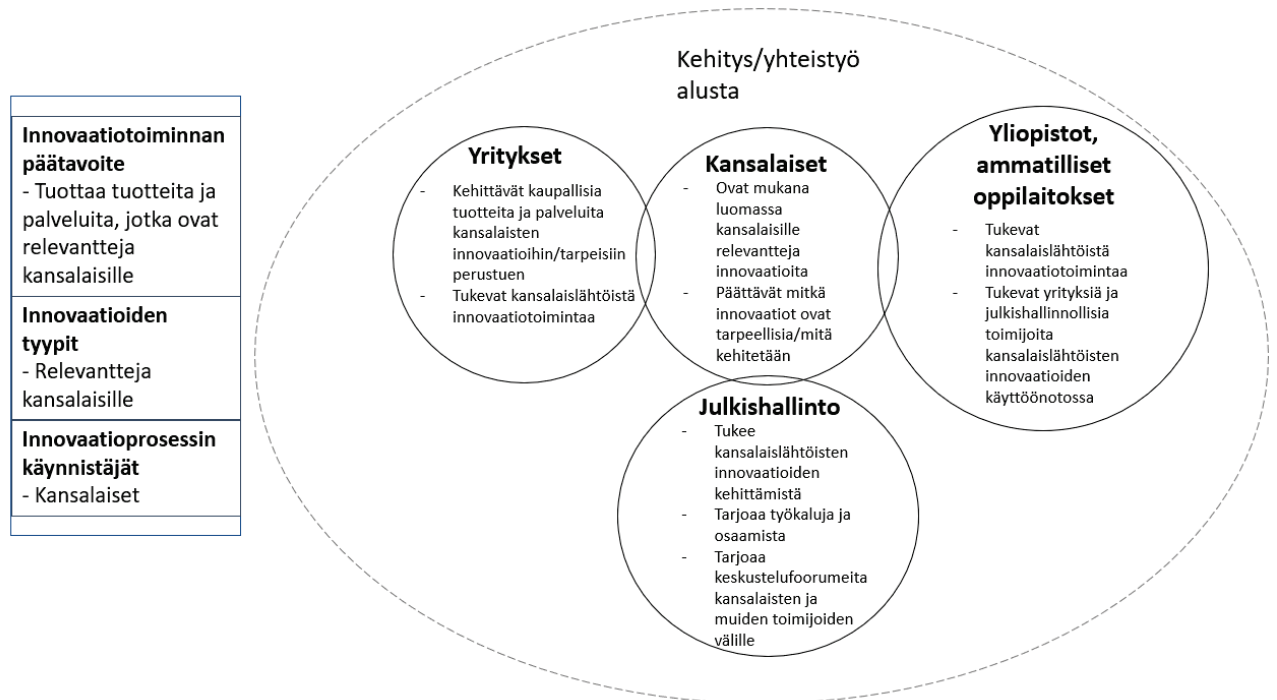 Innovaatiotoiminnan
päätavoite
- Tuottaa tuotteita ja
palveluita, jotka ovat
relevantteja
kansalaisille
Innovaatioiden
tyypit
- Relevantteja
kansalaisille
Innovaatioprosessin
käynnistäjät
- Kansalaiset
Kehitys/yhteistyö
alusta
Yritykset
- Kehittävät kaupallisia
tuotteita ja palveluita
kansalaisten
innovaatioihin/tarpeisiin
perustuen
- Tukevat kansalaislähtöistä
innovaatiotoimintaa
Kansalaiset
- Ovat mukana
luomassa
kansalaisille
relevantteja
innovaatioita
- Päättävät mitkä
innovaatiot ovat
tarpeellisia/mitä
kehitetään
Yliopistot,
ammatilliset
oppilaitokset
- Tukevat
kansalaislähtöistä
innovaatiotoimintaa
- Tukevat yrityksiä ja
julkishallinnollisia
toimijoita
kansalaislähtöisten
innovaatioiden
käyttöönotossa
Julkishallinto
- Tukee
kansalaislähtöisten
innovaatioiden
kehittämistä
- Tarjoaa työkaluja ja
osaamista
- Tarjoaa
keskustelufoorumeita
kansalaisten ja
muiden toimijoiden
välille